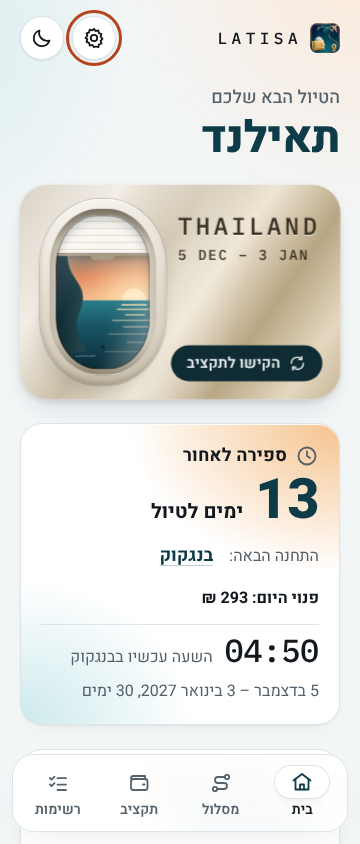 LATISA
הטיול הבא שלכם
תאילנד
THAILAND
5 DEC – 3 JAN
הקישו לתקציב
ספירה לאחור
13 ימים לטיול
התחנה הבאה: בנגקוק
פנוי היום: 293 ₪
04:50 השעה עכשיו בבנגקוק
5 בדצמבר – 3 בינואר 2027, 30 ימים
בית
מסלול
תקציב
רשימות